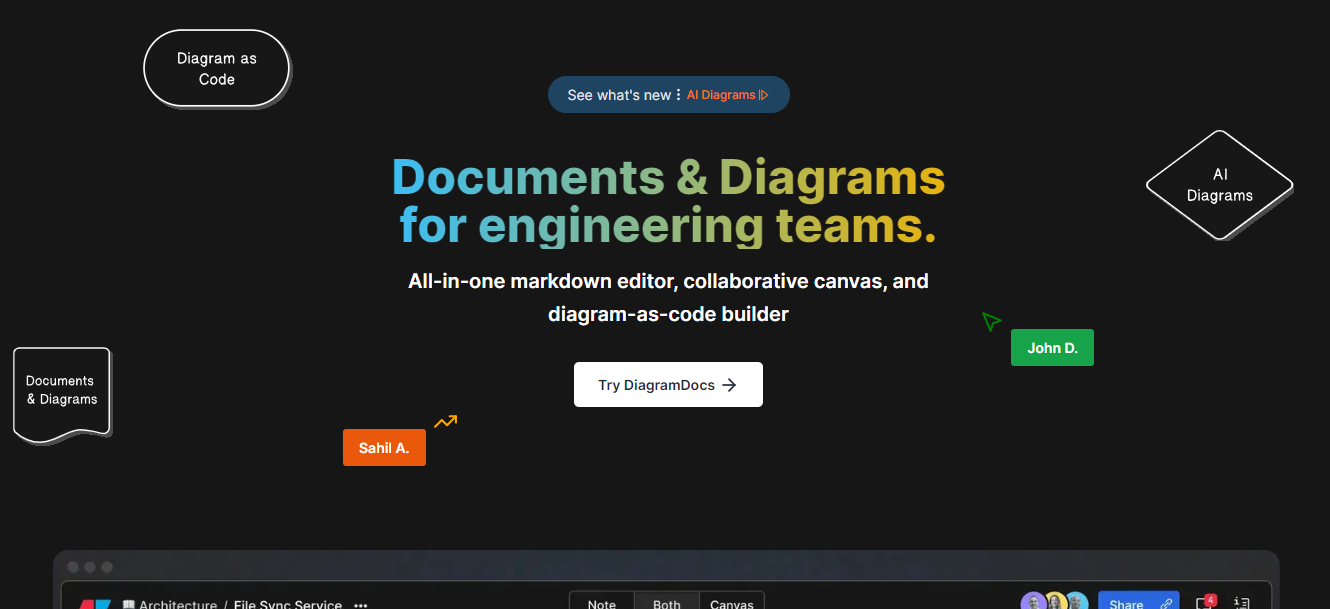 Diagram as
Code
See what's new
AI Diagrams
Documents & Diagrams
for engineering teams.
AI
Diagrams
All-in-one markdown editor, collaborative canvas, and
diagram-as-code builder
John D.
Try DiagramDocs
Documents
& Diagrams
Sahil A.
Architecture / File Sync Service
Note Both Canvas
Share
4